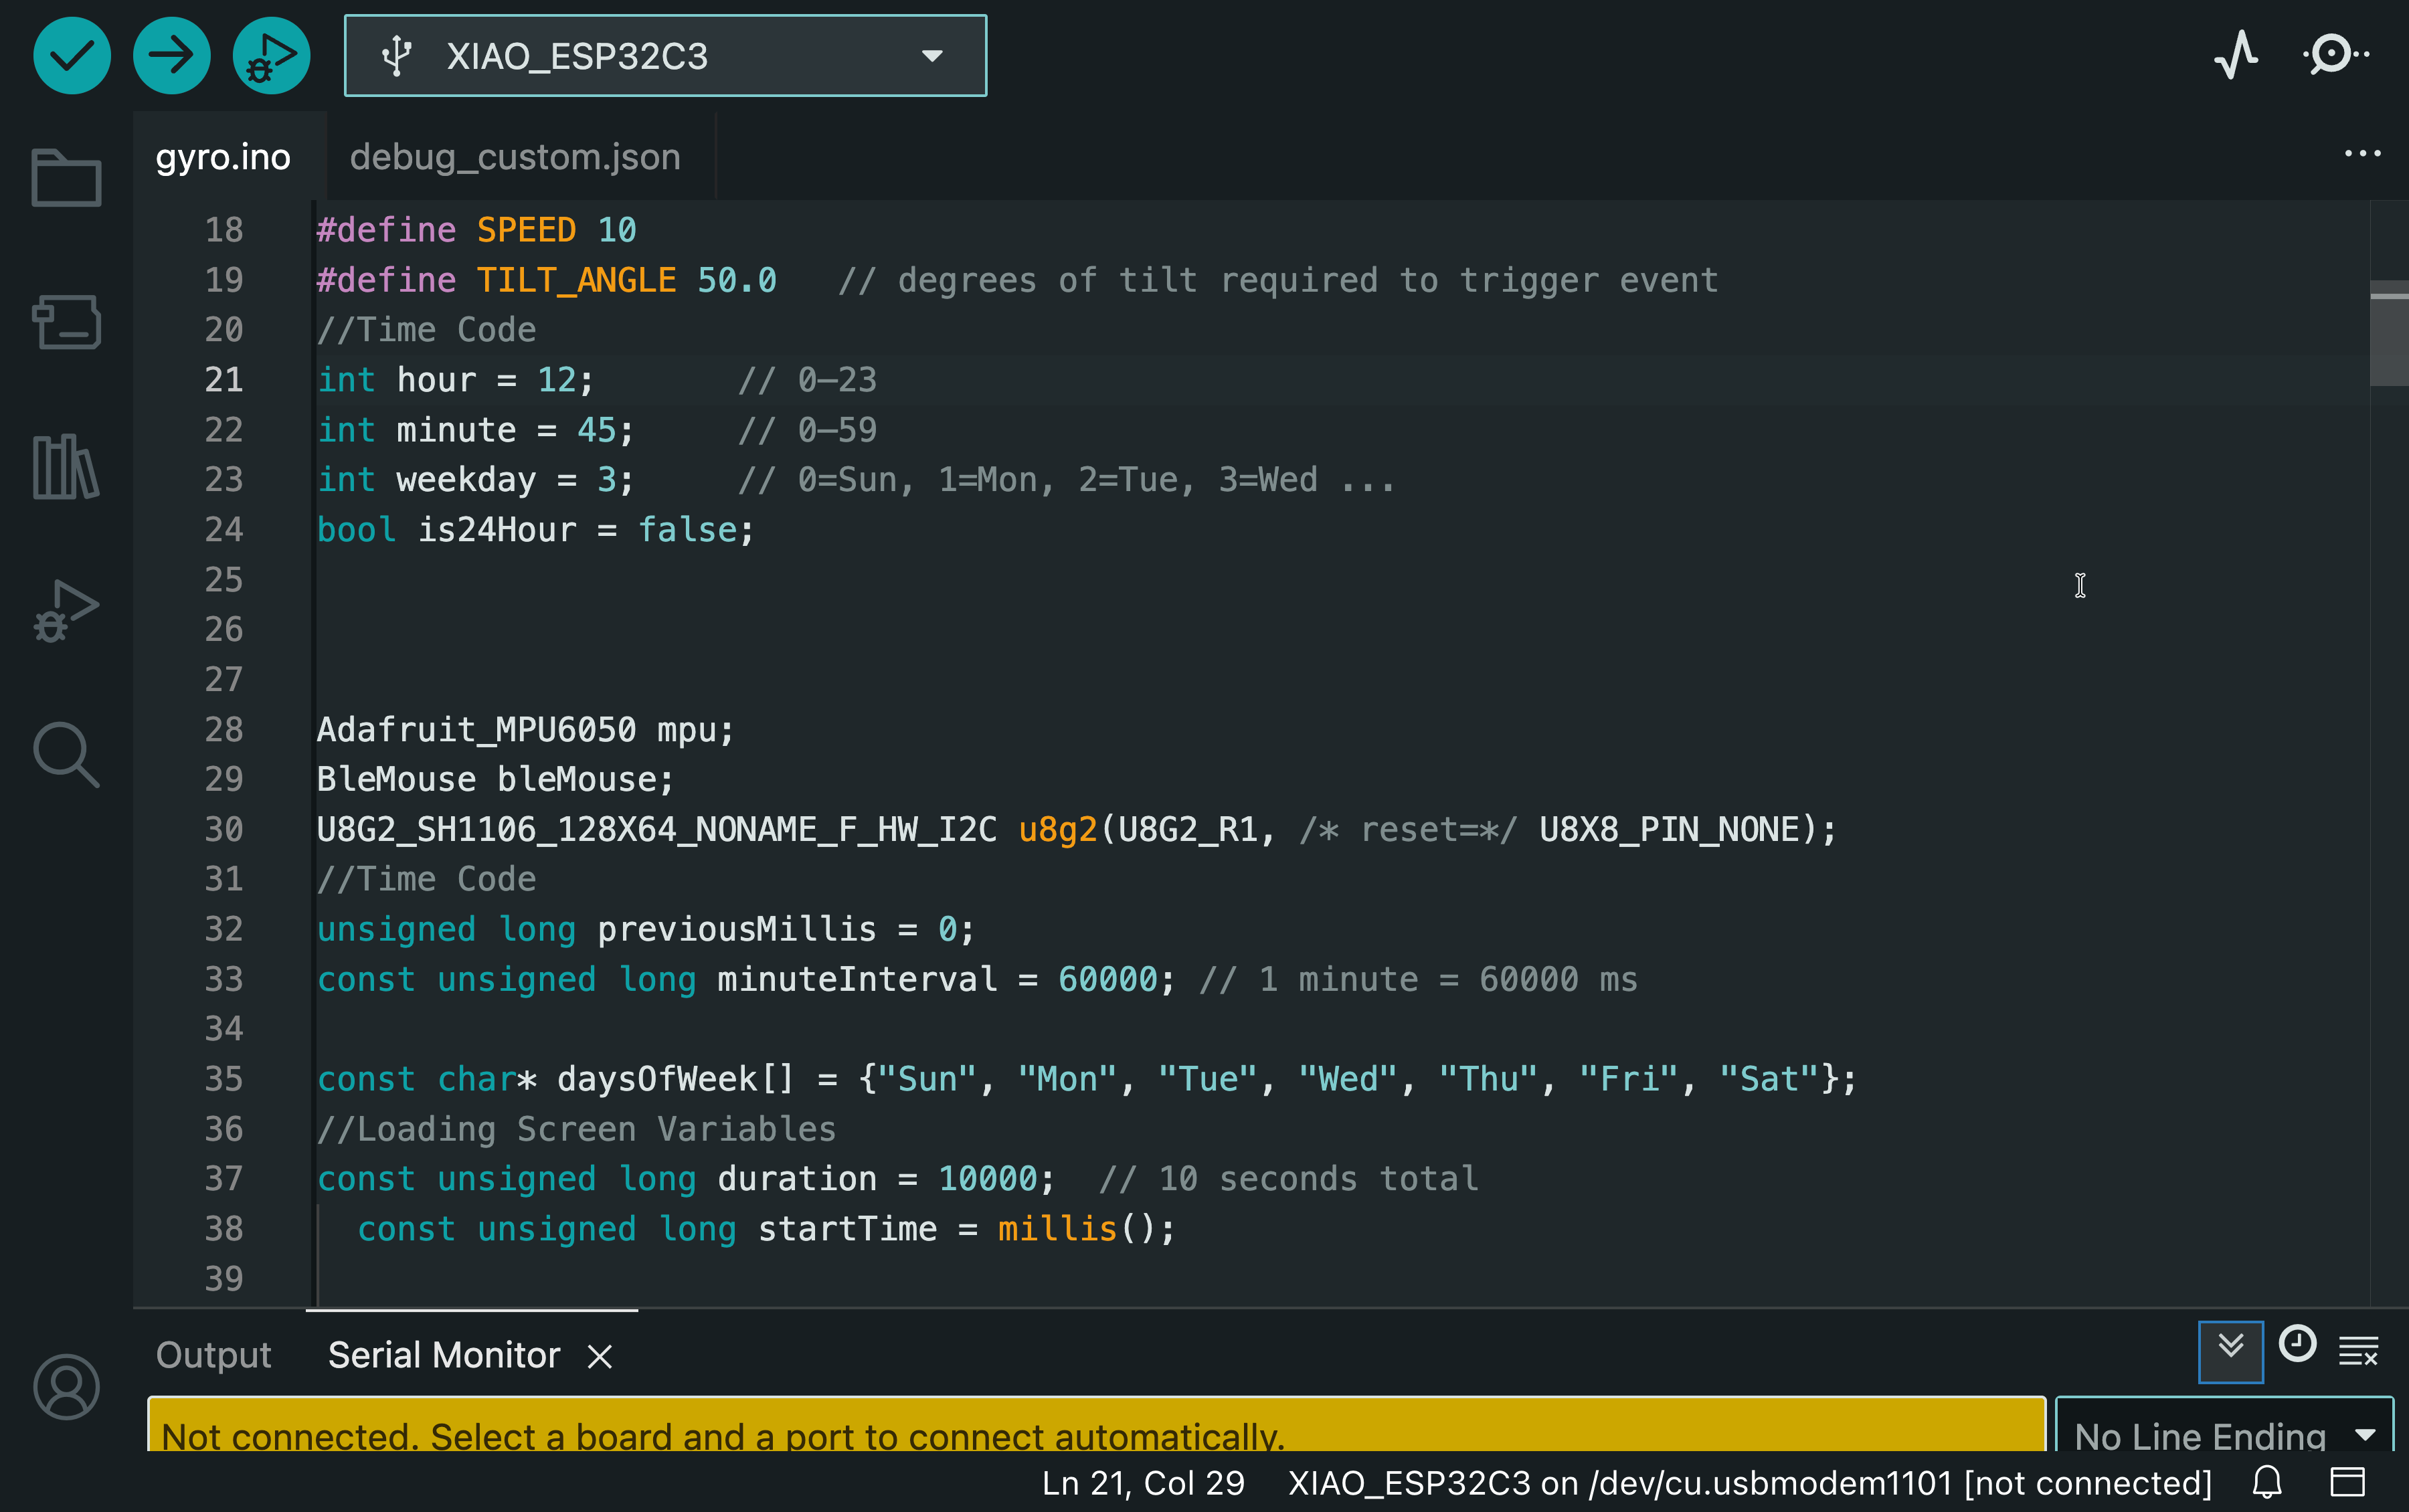 XIAO_ESP32C3
gyro.ino
debug_custom.json
18 #define SPEED 10
19 #define TILT_ANGLE 50.0   // degrees of tilt required to trigger event
20 //Time Code
21 int hour = 12;       // 0–23
22 int minute = 45;     // 0–59
23 int weekday = 3;     // 0=Sun, 1=Mon, 2=Tue, 3=Wed ...
24 bool is24Hour = false;
25
26
27
28 Adafruit_MPU6050 mpu;
29 BleMouse bleMouse;
30 U8G2_SH1106_128X64_NONAME_F_HW_I2C u8g2(U8G2_R1, /* reset=*/ U8X8_PIN_NONE);
31 //Time Code
32 unsigned long previousMillis = 0;
33 const unsigned long minuteInterval = 60000; // 1 minute = 60000 ms
34
35 const char* daysOfWeek[] = {"Sun", "Mon", "Tue", "Wed", "Thu", "Fri", "Sat"};
36 //Loading Screen Variables
37 const unsigned long duration = 10000;  // 10 seconds total
38   const unsigned long startTime = millis();
39
Output
Serial Monitor
Not connected. Select a board and a port to connect automatically.
No Line Ending
Ln 21, Col 29
XIAO_ESP32C3 on /dev/cu.usbmodem1101 [not connected]